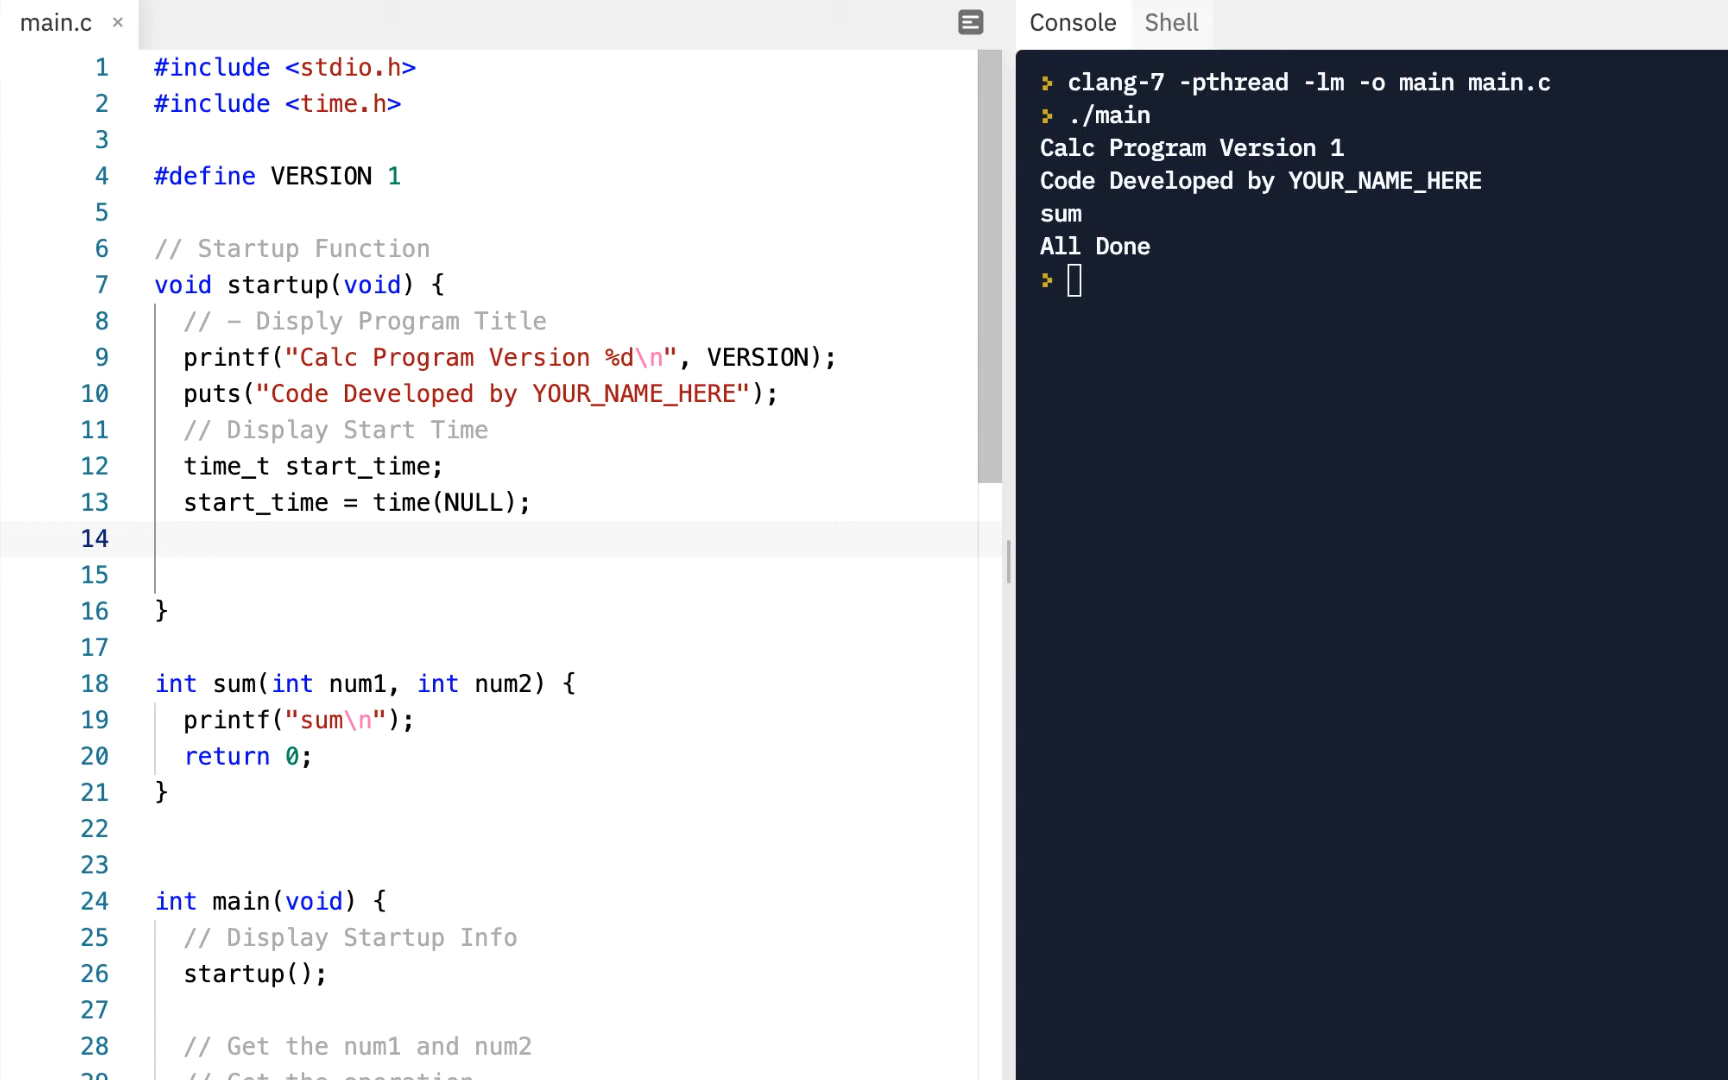 main.c ×
1 #include <stdio.h>
2 #include <time.h>
3
4 #define VERSION 1
5
6 // Startup Function
7 void startup(void) {
8 // – Disply Program Title
9 printf("Calc Program Version %d\n", VERSION);
10 puts("Code Developed by YOUR_NAME_HERE");
11 // Display Start Time
12 time_t start_time;
13 start_time = time(NULL);
14
15
16 }
17
18 int sum(int num1, int num2) {
19 printf("sum\n");
20 return 0;
21 }
22
23
24 int main(void) {
25 // Display Startup Info
26 startup();
27
28 // Get the num1 and num2
29 // Get the operation
Console Shell
> clang-7 -pthread -lm -o main main.c
> ./main
Calc Program Version 1
Code Developed by YOUR_NAME_HERE
sum
All Done
>